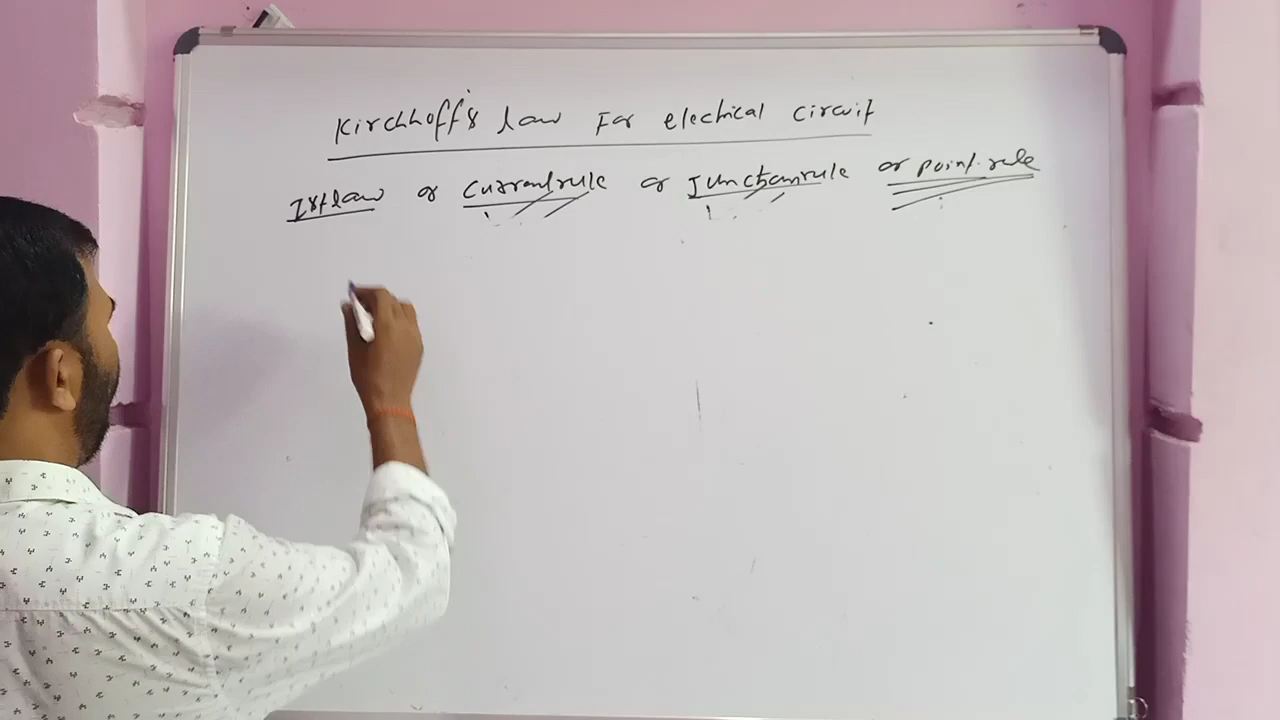 Kirchhoff's law For electrical circuit
Ist law or Current rule or Junction rule or point rule